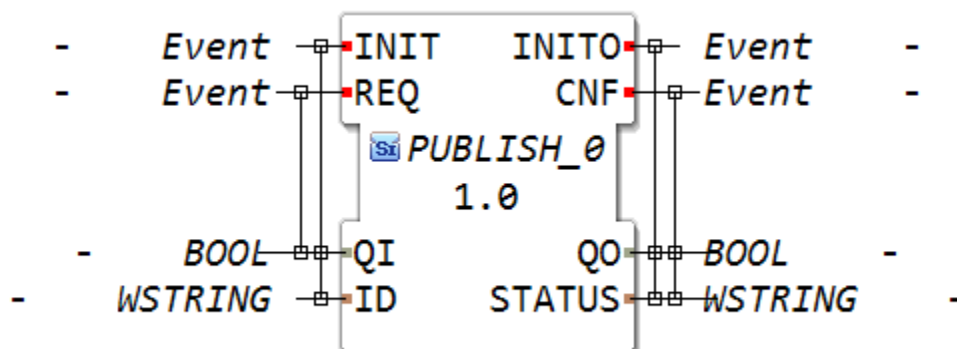 - Event INIT INITO Event -
- Event REQ CNF Event -
SI PUBLISH_0
1.0
- BOOL QI QO BOOL -
- WSTRING ID STATUS WSTRING -